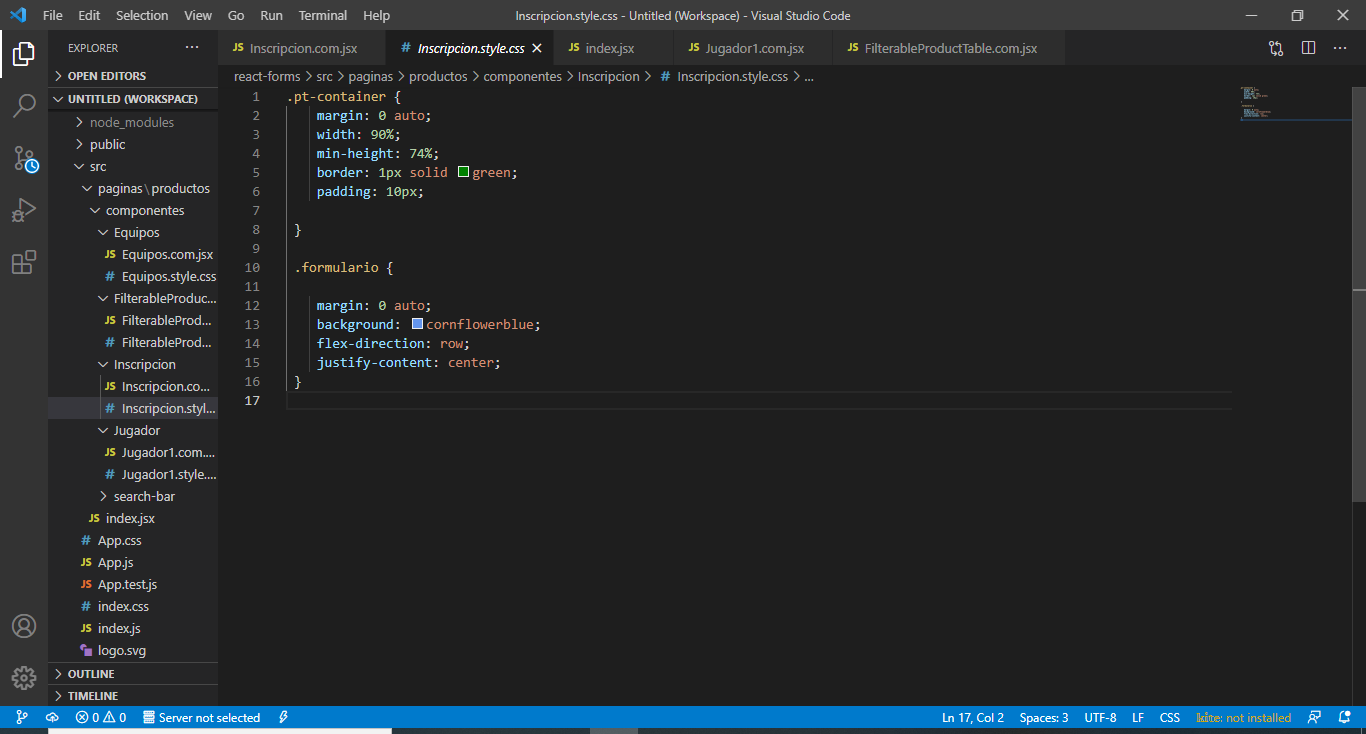 File Edit Selection View Go Run Terminal Help
Inscripcion.style.css - Untitled (Workspace) - Visual Studio Code
EXPLORER ...
JS Inscripcion.com.jsx
# Inscripcion.style.css
JS index.jsx
JS Jugador1.com.jsx
JS FilterableProductTable.com.jsx
react-forms > src > paginas > productos > componentes > Inscripcion > # Inscripcion.style.css > ...
OPEN EDITORS
UNTITLED (WORKSPACE)
node_modules
public
src
paginas\productos
componentes
Equipos
JS Equipos.com.jsx
# Equipos.style.css
FilterableProduc...
JS FilterableProd...
# FilterableProd...
Inscripcion
JS Inscripcion.co...
# Inscripcion.styl...
Jugador
JS Jugador1.com....
# Jugador1.style....
search-bar
JS index.jsx
# App.css
JS App.js
JS App.test.js
# index.css
JS index.js
logo.svg
OUTLINE
TIMELINE
1 .pt-container {
2 margin: 0 auto;
3 width: 90%;
4 min-height: 74%;
5 border: 1px solid green;
6 padding: 10px;
7
8 }
9
10 .formulario {
11
12 margin: 0 auto;
13 background: cornflowerblue;
14 flex-direction: row;
15 justify-content: center;
16 }
17
0 0 Server not selected
Ln 17, Col 2 Spaces: 3 UTF-8 LF CSS kite: not installed